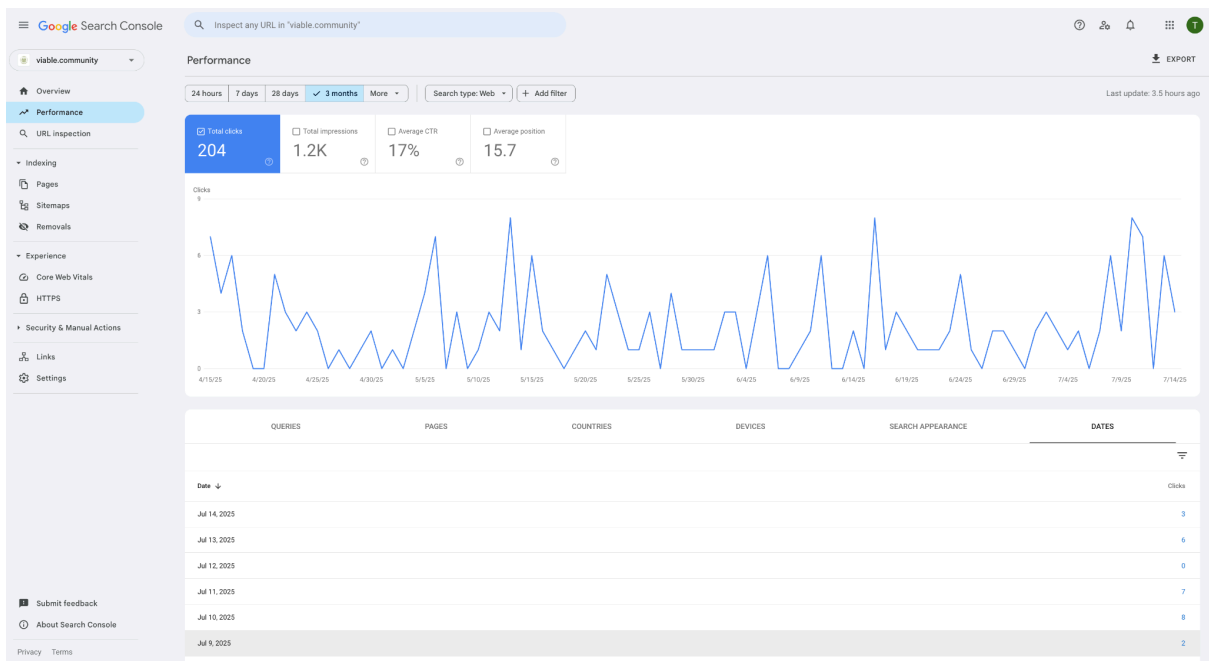 Google Search Console
Inspect any URL in "viable.community"
T
viable.community
Performance
EXPORT
24 hours
7 days
28 days
3 months
More
Search type: Web
Add filter
Last update: 3.5 hours ago
Overview
Performance
URL inspection
Indexing
Pages
Sitemaps
Removals
Experience
Core Web Vitals
HTTPS
Security & Manual Actions
Links
Settings
Submit feedback
About Search Console
Privacy Terms
Total clicks
204
Total impressions
1.2K
Average CTR
17%
Average position
15.7
Clicks
9
6
3
0
4/15/25 4/20/25 4/25/25 4/30/25 5/5/25 5/10/25 5/15/25 5/20/25 5/25/25 5/30/25 6/4/25 6/9/25 6/14/25 6/19/25 6/24/25 6/29/25 7/4/25 7/9/25 7/14/25
QUERIES PAGES COUNTRIES DEVICES SEARCH APPEARANCE DATES
Date Clicks
Jul 14, 2025 3
Jul 13, 2025 6
Jul 12, 2025 0
Jul 11, 2025 7
Jul 10, 2025 8
Jul 9, 2025 2